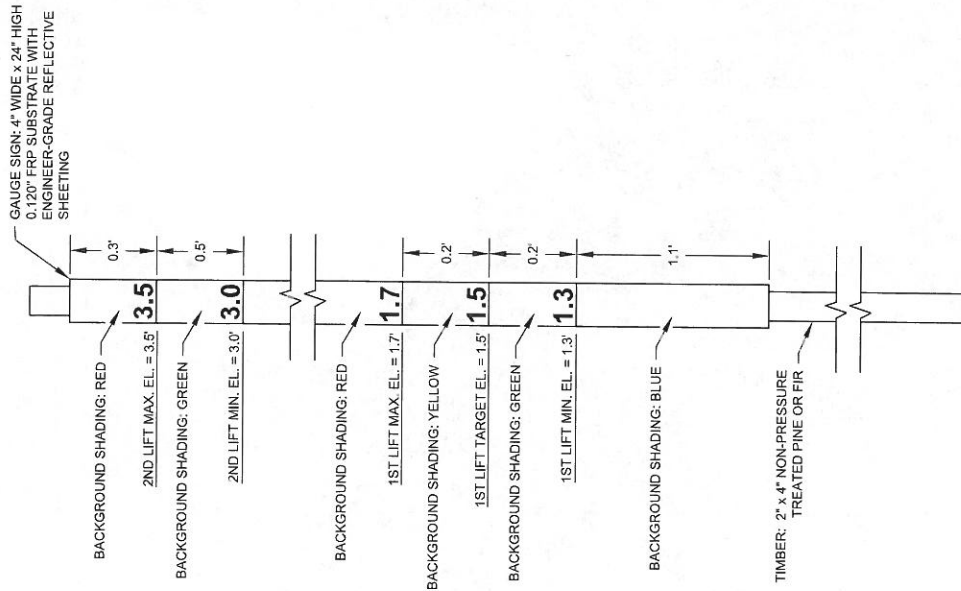 GAUGE SIGN: 4" WIDE x 24" HIGH
0.120" FRP SUBSTRATE WITH
ENGINEER-GRADE REFLECTIVE
SHEETING
BACKGROUND SHADING: RED
0.3'
3.5
2ND LIFT MAX. EL. = 3.5'
BACKGROUND SHADING: GREEN
0.5'
3.0
2ND LIFT MIN. EL. = 3.0'
BACKGROUND SHADING: RED
1.7
1ST LIFT MAX. EL. = 1.7'
BACKGROUND SHADING: YELLOW
0.2'
1.5
1ST LIFT TARGET EL. = 1.5'
BACKGROUND SHADING: GREEN
0.2'
1.3
1ST LIFT MIN. EL. = 1.3'
BACKGROUND SHADING: BLUE
1.1'
TIMBER: 2" x 4" NON-PRESSURE
TREATED PINE OR FIR